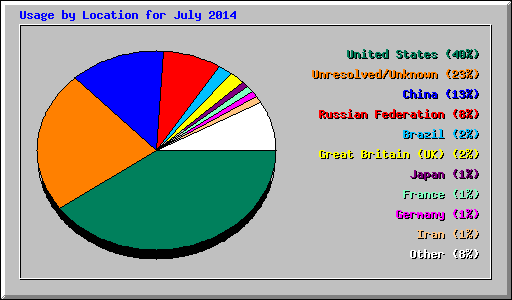 Usage by Location for July 2014
United States (40%)
Unresolved/Unknown (23%)
China (13%)
Russian Federation (8%)
Brazil (2%)
Great Britain (UK) (2%)
Japan (1%)
France (1%)
Germany (1%)
Iran (1%)
Other (8%)